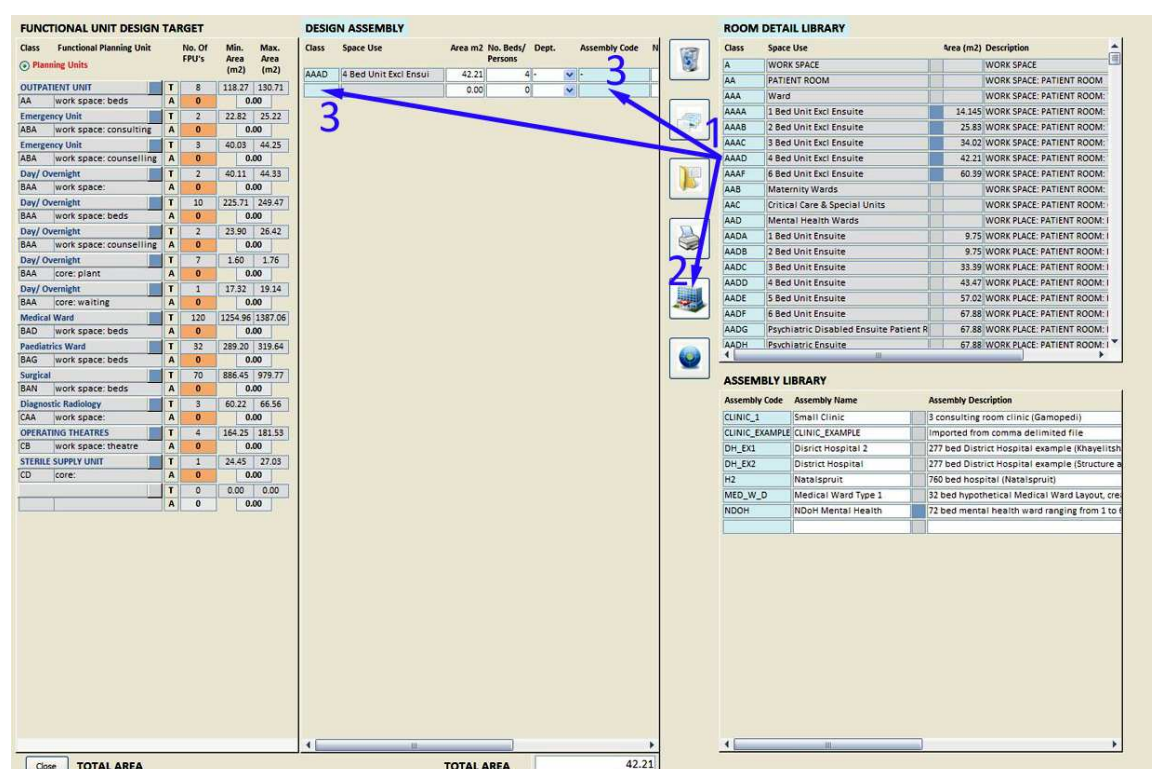 FUNCTIONAL UNIT DESIGN TARGET
Class Functional Planning Unit No. Of FPU's Min. Area (m2) Max. Area (m2)
Planning Units
OUTPATIENT UNIT T 8 118.27 130.71
AA work space: beds A 0 0.00
Emergency Unit T 2 22.82 25.22
ABA work space: consulting A 0 0.00
Emergency Unit T 3 40.03 44.25
ABA work space: counselling A 0 0.00
Day/ Overnight T 2 40.11 44.33
BAA work space: A 0 0.00
Day/ Overnight T 10 225.71 249.47
BAA work space: beds A 0 0.00
Day/ Overnight T 2 23.90 26.42
BAA work space: counselling A 0 0.00
Day/ Overnight T 7 1.60 1.76
BAA core: plant A 0 0.00
Day/ Overnight T 1 17.32 19.14
BAA core: waiting A 0 0.00
Medical Ward T 120 1254.96 1387.06
BAD work space: beds A 0 0.00
Paediatrics Ward T 32 289.20 319.64
BAG work space: beds A 0 0.00
Surgical T 70 886.45 979.77
BAN work space: beds A 0 0.00
Diagnostic Radiology T 3 60.22 66.56
CAA work space: A 0 0.00
OPERATING THEATRES T 4 164.25 181.53
CB work space: theatre A 0 0.00
STERILE SUPPLY UNIT T 1 24.45 27.03
CD core: A 0 0.00
T 0 0.00 0.00
A 0 0.00
Close TOTAL AREA
DESIGN ASSEMBLY
Class Space Use Area m2 No. Beds/ Persons Dept. Assembly Code N
AAAD 4 Bed Unit Excl Ensui 42.21 4 - -
0.00 0
3
3
1
2
TOTAL AREA 42.21
ROOM DETAIL LIBRARY
Class Space Use Area (m2) Description
A WORK SPACE WORK SPACE
AA PATIENT ROOM WORK SPACE: PATIENT ROOM
AAA Ward WORK SPACE: PATIENT ROOM:
AAAA 1 Bed Unit Excl Ensuite 14.145 WORK SPACE: PATIENT ROOM:
AAAB 2 Bed Unit Excl Ensuite 25.83 WORK SPACE: PATIENT ROOM:
AAAC 3 Bed Unit Excl Ensuite 34.02 WORK SPACE: PATIENT ROOM:
AAAD 4 Bed Unit Excl Ensuite 42.21 WORK SPACE: PATIENT ROOM:
AAAF 6 Bed Unit Excl Ensuite 60.39 WORK SPACE: PATIENT ROOM:
AAB Maternity Wards WORK SPACE: PATIENT ROOM:
AAC Critical Care & Special Units WORK SPACE: PATIENT ROOM:
AAD Mental Health Wards WORK PLACE: PATIENT ROOM:
AADA 1 Bed Unit Ensuite 9.75 WORK PLACE: PATIENT ROOM:
AADB 2 Bed Unit Ensuite 9.75 WORK PLACE: PATIENT ROOM:
AADC 3 Bed Unit Ensuite 33.39 WORK PLACE: PATIENT ROOM:
AADD 4 Bed Unit Ensuite 43.47 WORK PLACE: PATIENT ROOM:
AADE 5 Bed Unit Ensuite 57.02 WORK PLACE: PATIENT ROOM:
AADF 6 Bed Unit Ensuite 67.88 WORK PLACE: PATIENT ROOM:
AADG Psychiatric Disabled Ensuite Patient R 67.88 WORK PLACE: PATIENT ROOM:
AADH Psychiatric Ensuite 67.88 WORK PLACE: PATIENT ROOM:
ASSEMBLY LIBRARY
Assembly Code Assembly Name Assembly Description
CLINIC_1 Small Clinic 3 consulting room clinic (Gamopedi)
CLINIC_EXAMPLE CLINIC_EXAMPLE Imported from comma delimited file
DH_EX1 Disrict Hospital 2 277 bed District Hospital example (Khayelitsh
DH_EX2 District Hospital 277 bed District Hospital example (Structure a
H2 Natalspruit 760 bed hospital (Natalspruit)
MED_W_D Medical Ward Type 1 32 bed hypothetical Medical Ward Layout, crea
NDOH NDoH Mental Health 72 bed mental health ward ranging from 1 to 6